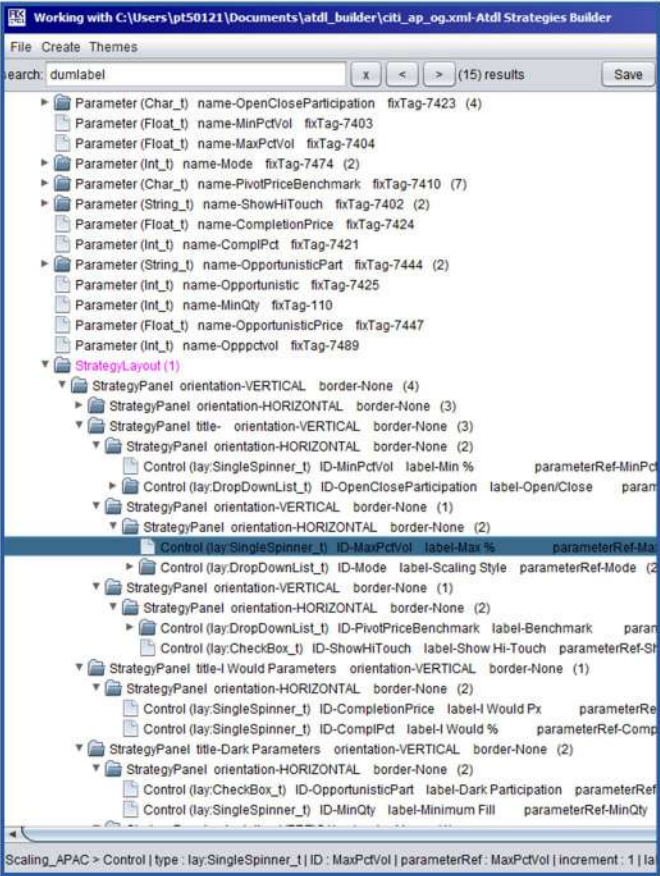 Working with C:\Users\pt50121\Documents\atdl_builder\citi_ap_og.xml-Atdl Strategies Builder
File Create Themes
earch: dumlabel x < > (15) results Save
Parameter (Char_t) name-OpenCloseParticipation fixTag-7423 (4)
Parameter (Float_t) name-MinPctVol fixTag-7403
Parameter (Float_t) name-MaxPctVol fixTag-7404
Parameter (Int_t) name-Mode fixTag-7474 (2)
Parameter (Char_t) name-PivotPriceBenchmark fixTag-7410 (7)
Parameter (String_t) name-ShowHiTouch fixTag-7402 (2)
Parameter (Float_t) name-CompletionPrice fixTag-7424
Parameter (Int_t) name-ComplPct fixTag-7421
Parameter (String_t) name-OpportunisticPart fixTag-7444 (2)
Parameter (Int_t) name-Opportunistic fixTag-7425
Parameter (Int_t) name-MinQty fixTag-110
Parameter (Float_t) name-OpportunisticPrice fixTag-7447
Parameter (Int_t) name-Opppctvol fixTag-7489
StrategyLayout (1)
StrategyPanel orientation-VERTICAL border-None (4)
StrategyPanel orientation-HORIZONTAL border-None (3)
StrategyPanel title- orientation-VERTICAL border-None (3)
StrategyPanel orientation-HORIZONTAL border-None (2)
Control (lay:SingleSpinner_t) ID-MinPctVol label-Min % parameterRef-MinPct
Control (lay:DropDownList_t) ID-OpenCloseParticipation label-Open/Close param
StrategyPanel orientation-VERTICAL border-None (1)
StrategyPanel orientation-HORIZONTAL border-None (2)
Control (lay:SingleSpinner_t) ID-MaxPctVol label-Max % parameterRef-Ma
Control (lay:DropDownList_t) ID-Mode label-Scaling Style parameterRef-Mode (2
StrategyPanel orientation-VERTICAL border-None (1)
StrategyPanel orientation-HORIZONTAL border-None (2)
Control (lay:DropDownList_t) ID-PivotPriceBenchmark label-Benchmark param
Control (lay:CheckBox_t) ID-ShowHiTouch label-Show Hi-Touch parameterRef-Sh
StrategyPanel title-I Would Parameters orientation-VERTICAL border-None (1)
StrategyPanel orientation-HORIZONTAL border-None (2)
Control (lay:SingleSpinner_t) ID-CompletionPrice label-I Would Px parameterRe
Control (lay:SingleSpinner_t) ID-ComplPct label-I Would % parameterRef-Comp
StrategyPanel title-Dark Parameters orientation-VERTICAL border-None (2)
StrategyPanel orientation-HORIZONTAL border-None (2)
Control (lay:CheckBox_t) ID-OpportunisticPart label-Dark Participation parameterRef
Control (lay:SingleSpinner_t) ID-MinQty label-Minimum Fill parameterRef-MinQty
Scaling_APAC > Control | type : lay:SingleSpinner_t | ID : MaxPctVol | parameterRef : MaxPctVol | increment : 1 | la